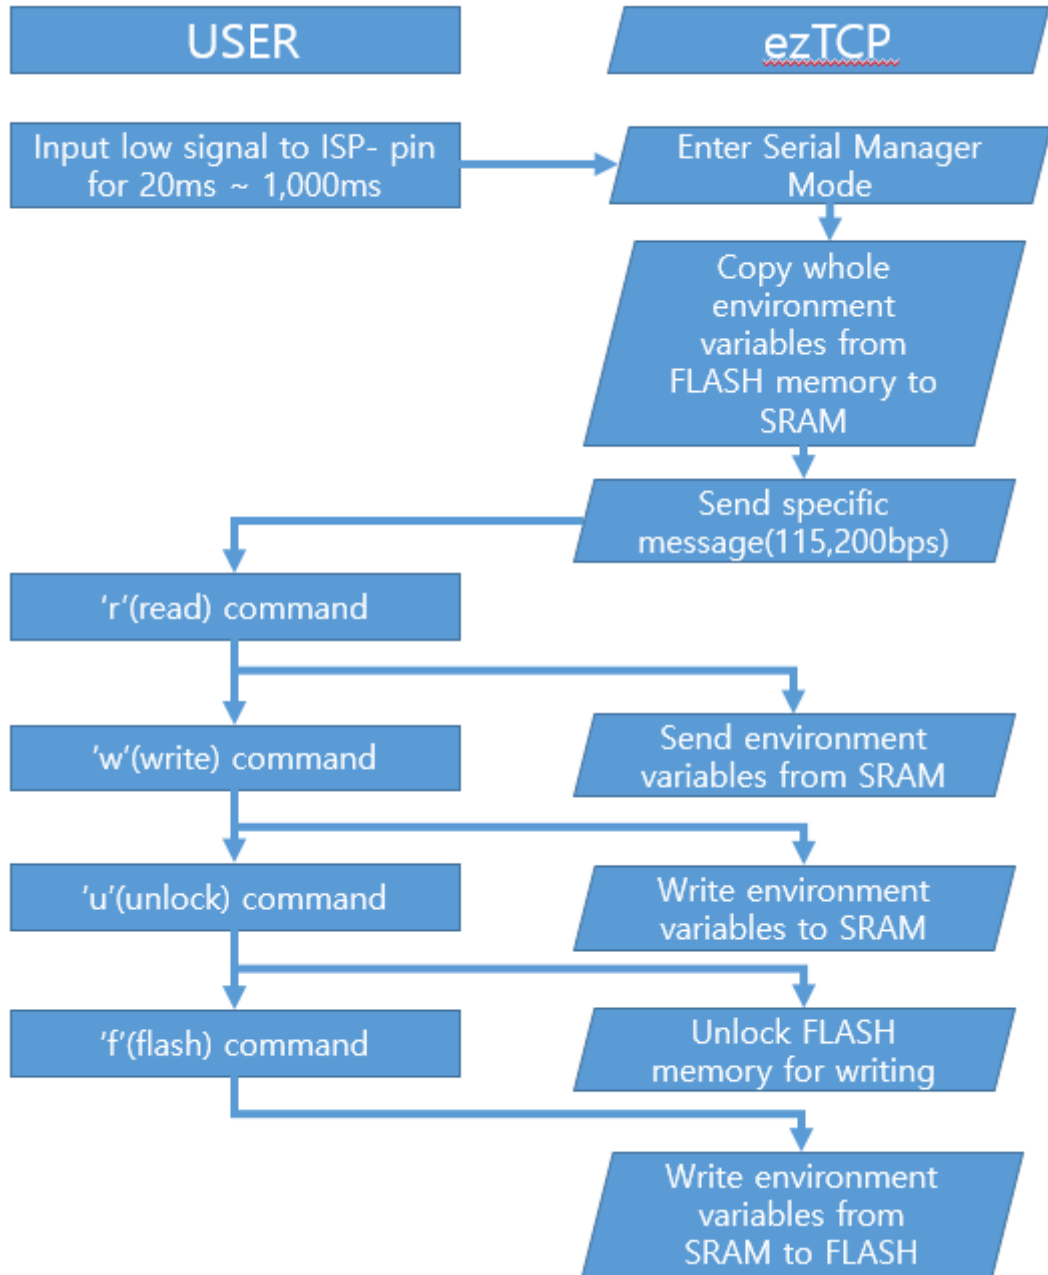 USER
ezTCP
Input low signal to ISP- pin
for 20ms ~ 1,000ms
Enter Serial Manager
Mode
Copy whole
environment
variables from
FLASH memory to
SRAM
Send specific
message(115,200bps)
'r'(read) command
'w'(write) command
Send environment
variables from SRAM
'u'(unlock) command
Write environment
variables to SRAM
'f'(flash) command
Unlock FLASH
memory for writing
Write environment
variables from
SRAM to FLASH